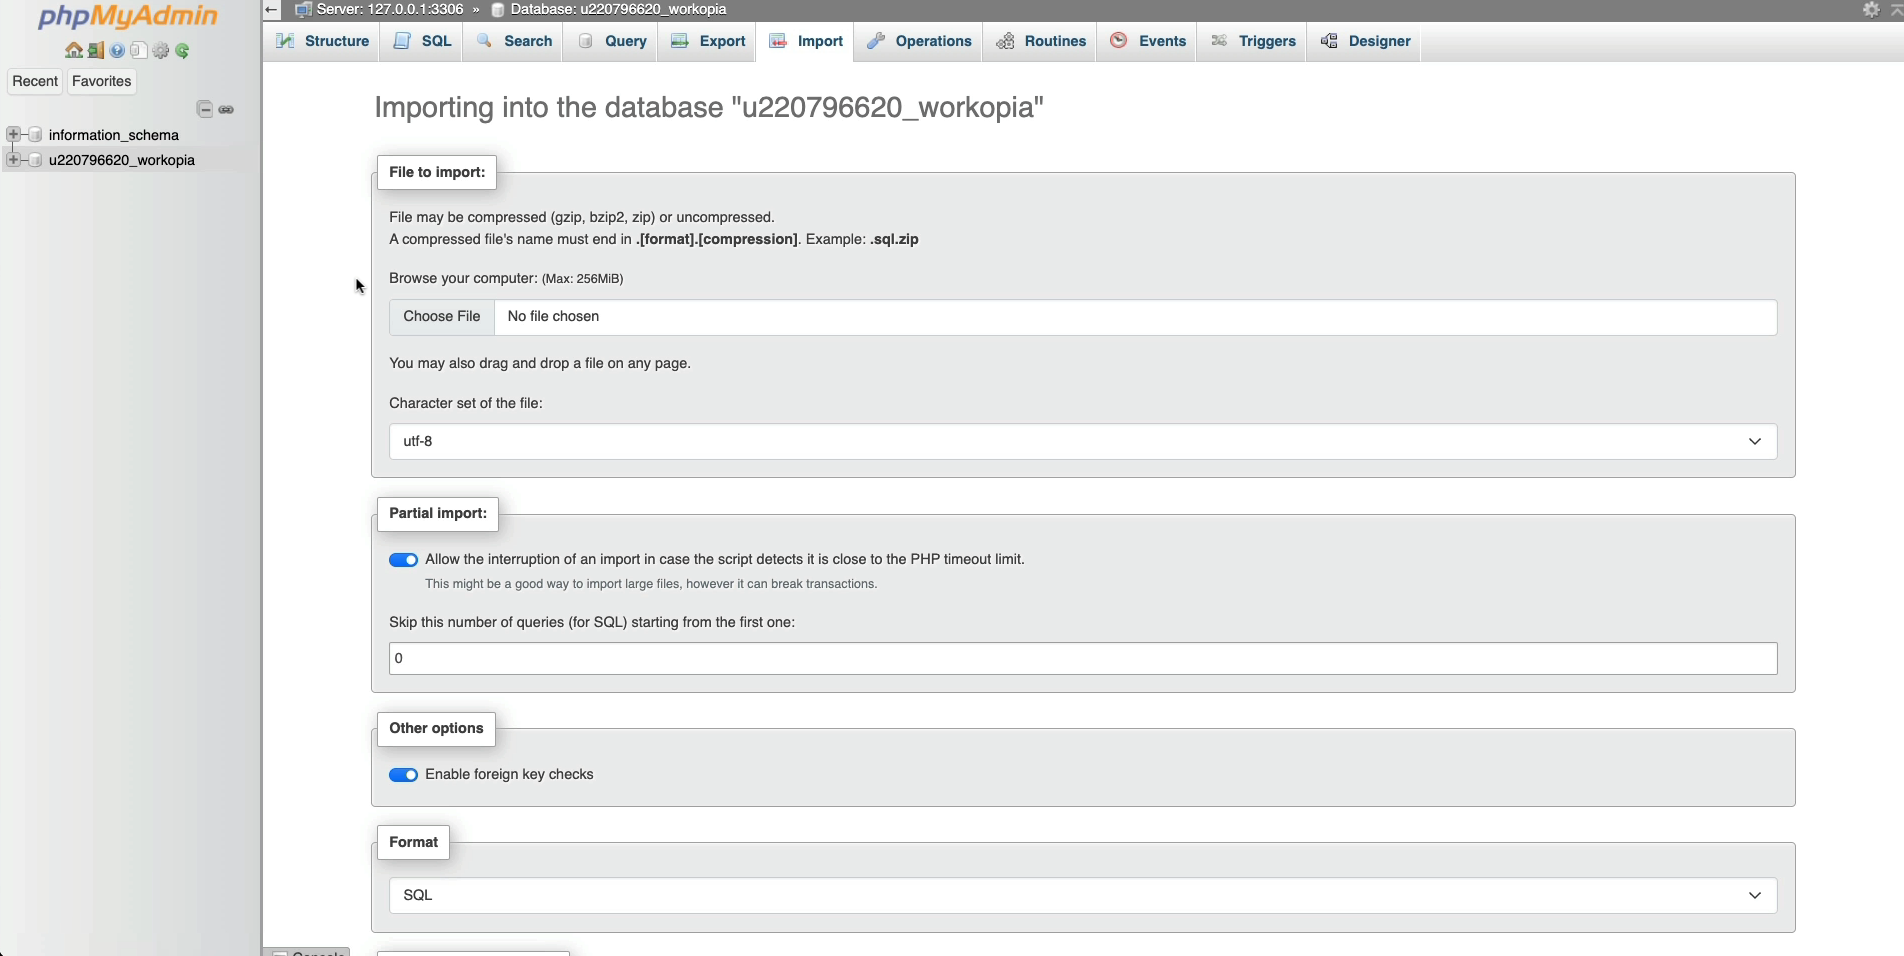 phpMyAdmin
Server: 127.0.0.1:3306 » Database: u220796620_workopia
Structure SQL Search Query Export Import Operations Routines Events Triggers Designer
Recent Favorites
information_schema
u220796620_workopia
Importing into the database "u220796620_workopia"
File to import:
File may be compressed (gzip, bzip2, zip) or uncompressed.
A compressed file's name must end in .[format].[compression]. Example: .sql.zip
Browse your computer: (Max: 256MiB)
Choose File No file chosen
You may also drag and drop a file on any page.
Character set of the file:
utf-8
Partial import:
Allow the interruption of an import in case the script detects it is close to the PHP timeout limit.
This might be a good way to import large files, however it can break transactions.
Skip this number of queries (for SQL) starting from the first one:
0
Other options
Enable foreign key checks
Format
SQL
Console